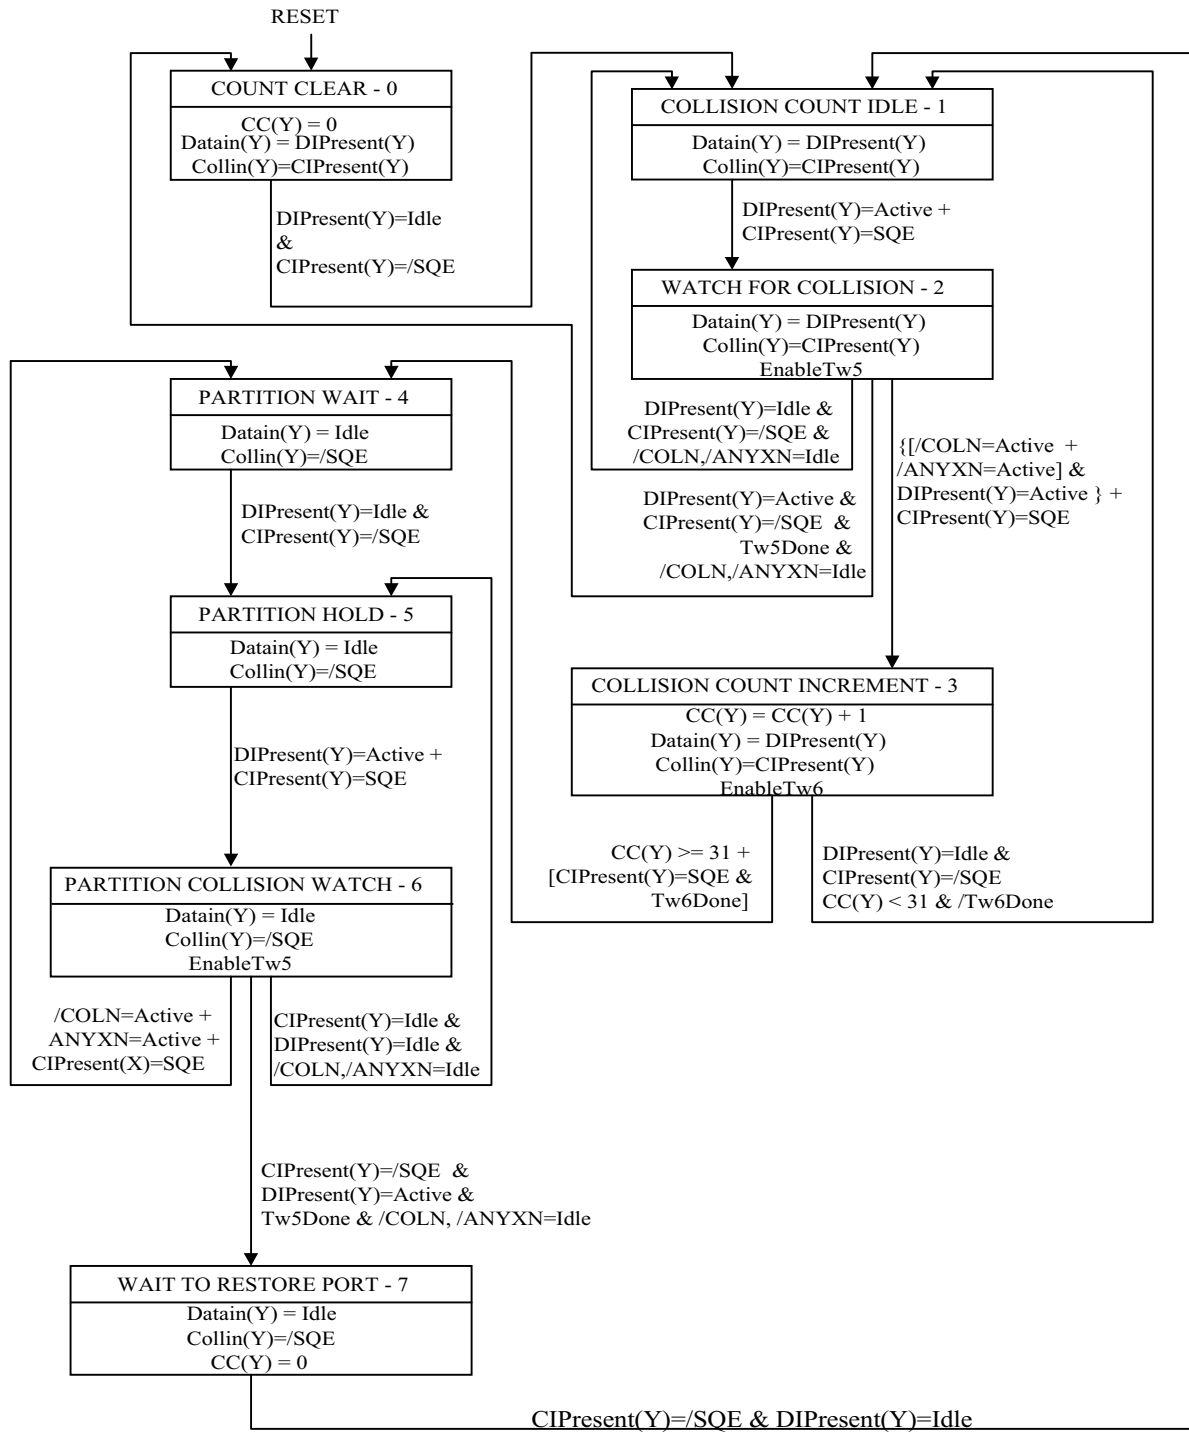 RESET
COUNT CLEAR - 0
CC(Y) = 0
Datain(Y) = DIPresent(Y)
Collin(Y)=CIPresent(Y)
DIPresent(Y)=Idle
&
CIPresent(Y)=/SQE
COLLISION COUNT IDLE - 1
Datain(Y) = DIPresent(Y)
Collin(Y)=CIPresent(Y)
DIPresent(Y)=Active +
CIPresent(Y)=SQE
WATCH FOR COLLISION - 2
Datain(Y) = DIPresent(Y)
Collin(Y)=CIPresent(Y)
EnableTw5
DIPresent(Y)=Idle &
CIPresent(Y)=/SQE &
/COLN,/ANYXN=Idle
DIPresent(Y)=Active &
CIPresent(Y)=/SQE &
Tw5Done &
/COLN,/ANYXN=Idle
{[/COLN=Active +
/ANYXN=Active] &
DIPresent(Y)=Active } +
CIPresent(Y)=SQE
COLLISION COUNT INCREMENT - 3
CC(Y) = CC(Y) + 1
Datain(Y) = DIPresent(Y)
Collin(Y)=CIPresent(Y)
EnableTw6
CC(Y) >= 31 +
[CIPresent(Y)=SQE &
Tw6Done]
DIPresent(Y)=Idle &
CIPresent(Y)=/SQE
CC(Y) < 31 & /Tw6Done
PARTITION WAIT - 4
Datain(Y) = Idle
Collin(Y)=/SQE
DIPresent(Y)=Idle &
CIPresent(Y)=/SQE
PARTITION HOLD - 5
Datain(Y) = Idle
Collin(Y)=/SQE
DIPresent(Y)=Active +
CIPresent(Y)=SQE
PARTITION COLLISION WATCH - 6
Datain(Y) = Idle
Collin(Y)=/SQE
EnableTw5
/COLN=Active +
ANYXN=Active +
CIPresent(X)=SQE
CIPresent(Y)=Idle &
DIPresent(Y)=Idle &
/COLN,/ANYXN=Idle
CIPresent(Y)=/SQE &
DIPresent(Y)=Active &
Tw5Done & /COLN, /ANYXN=Idle
WAIT TO RESTORE PORT - 7
Datain(Y) = Idle
Collin(Y)=/SQE
CC(Y) = 0
CIPresent(Y)=/SQE & DIPresent(Y)=Idle